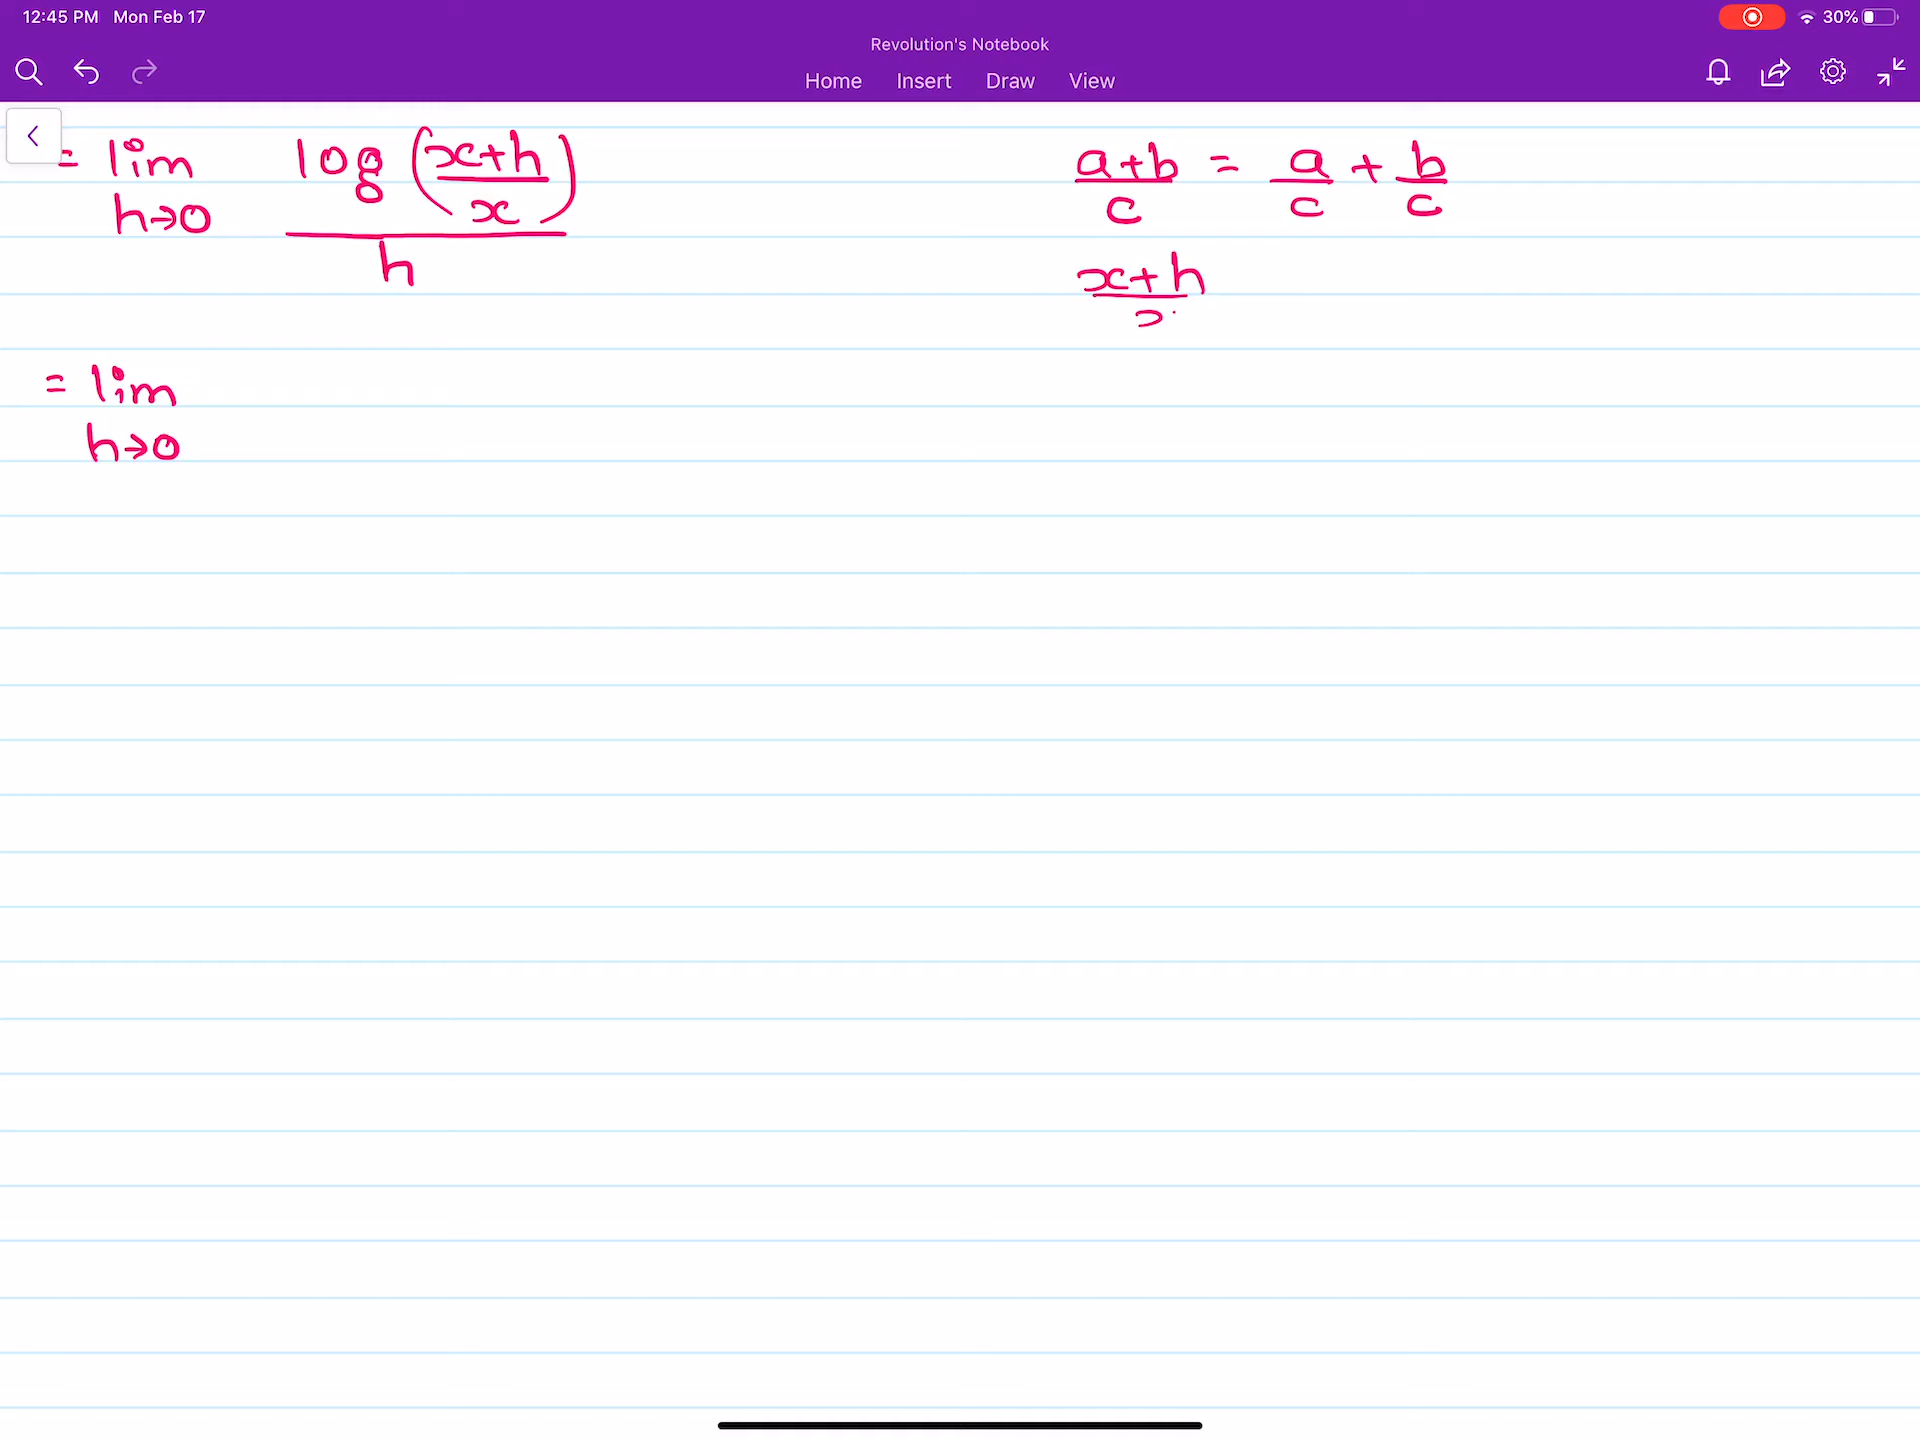 12:45 PM Mon Feb 17
30%
Revolution's Notebook
Home Insert Draw View
= lim log (x+h/x)
h→0 h
a+b/c = a/c + b/c
x+h
= lim
h→0